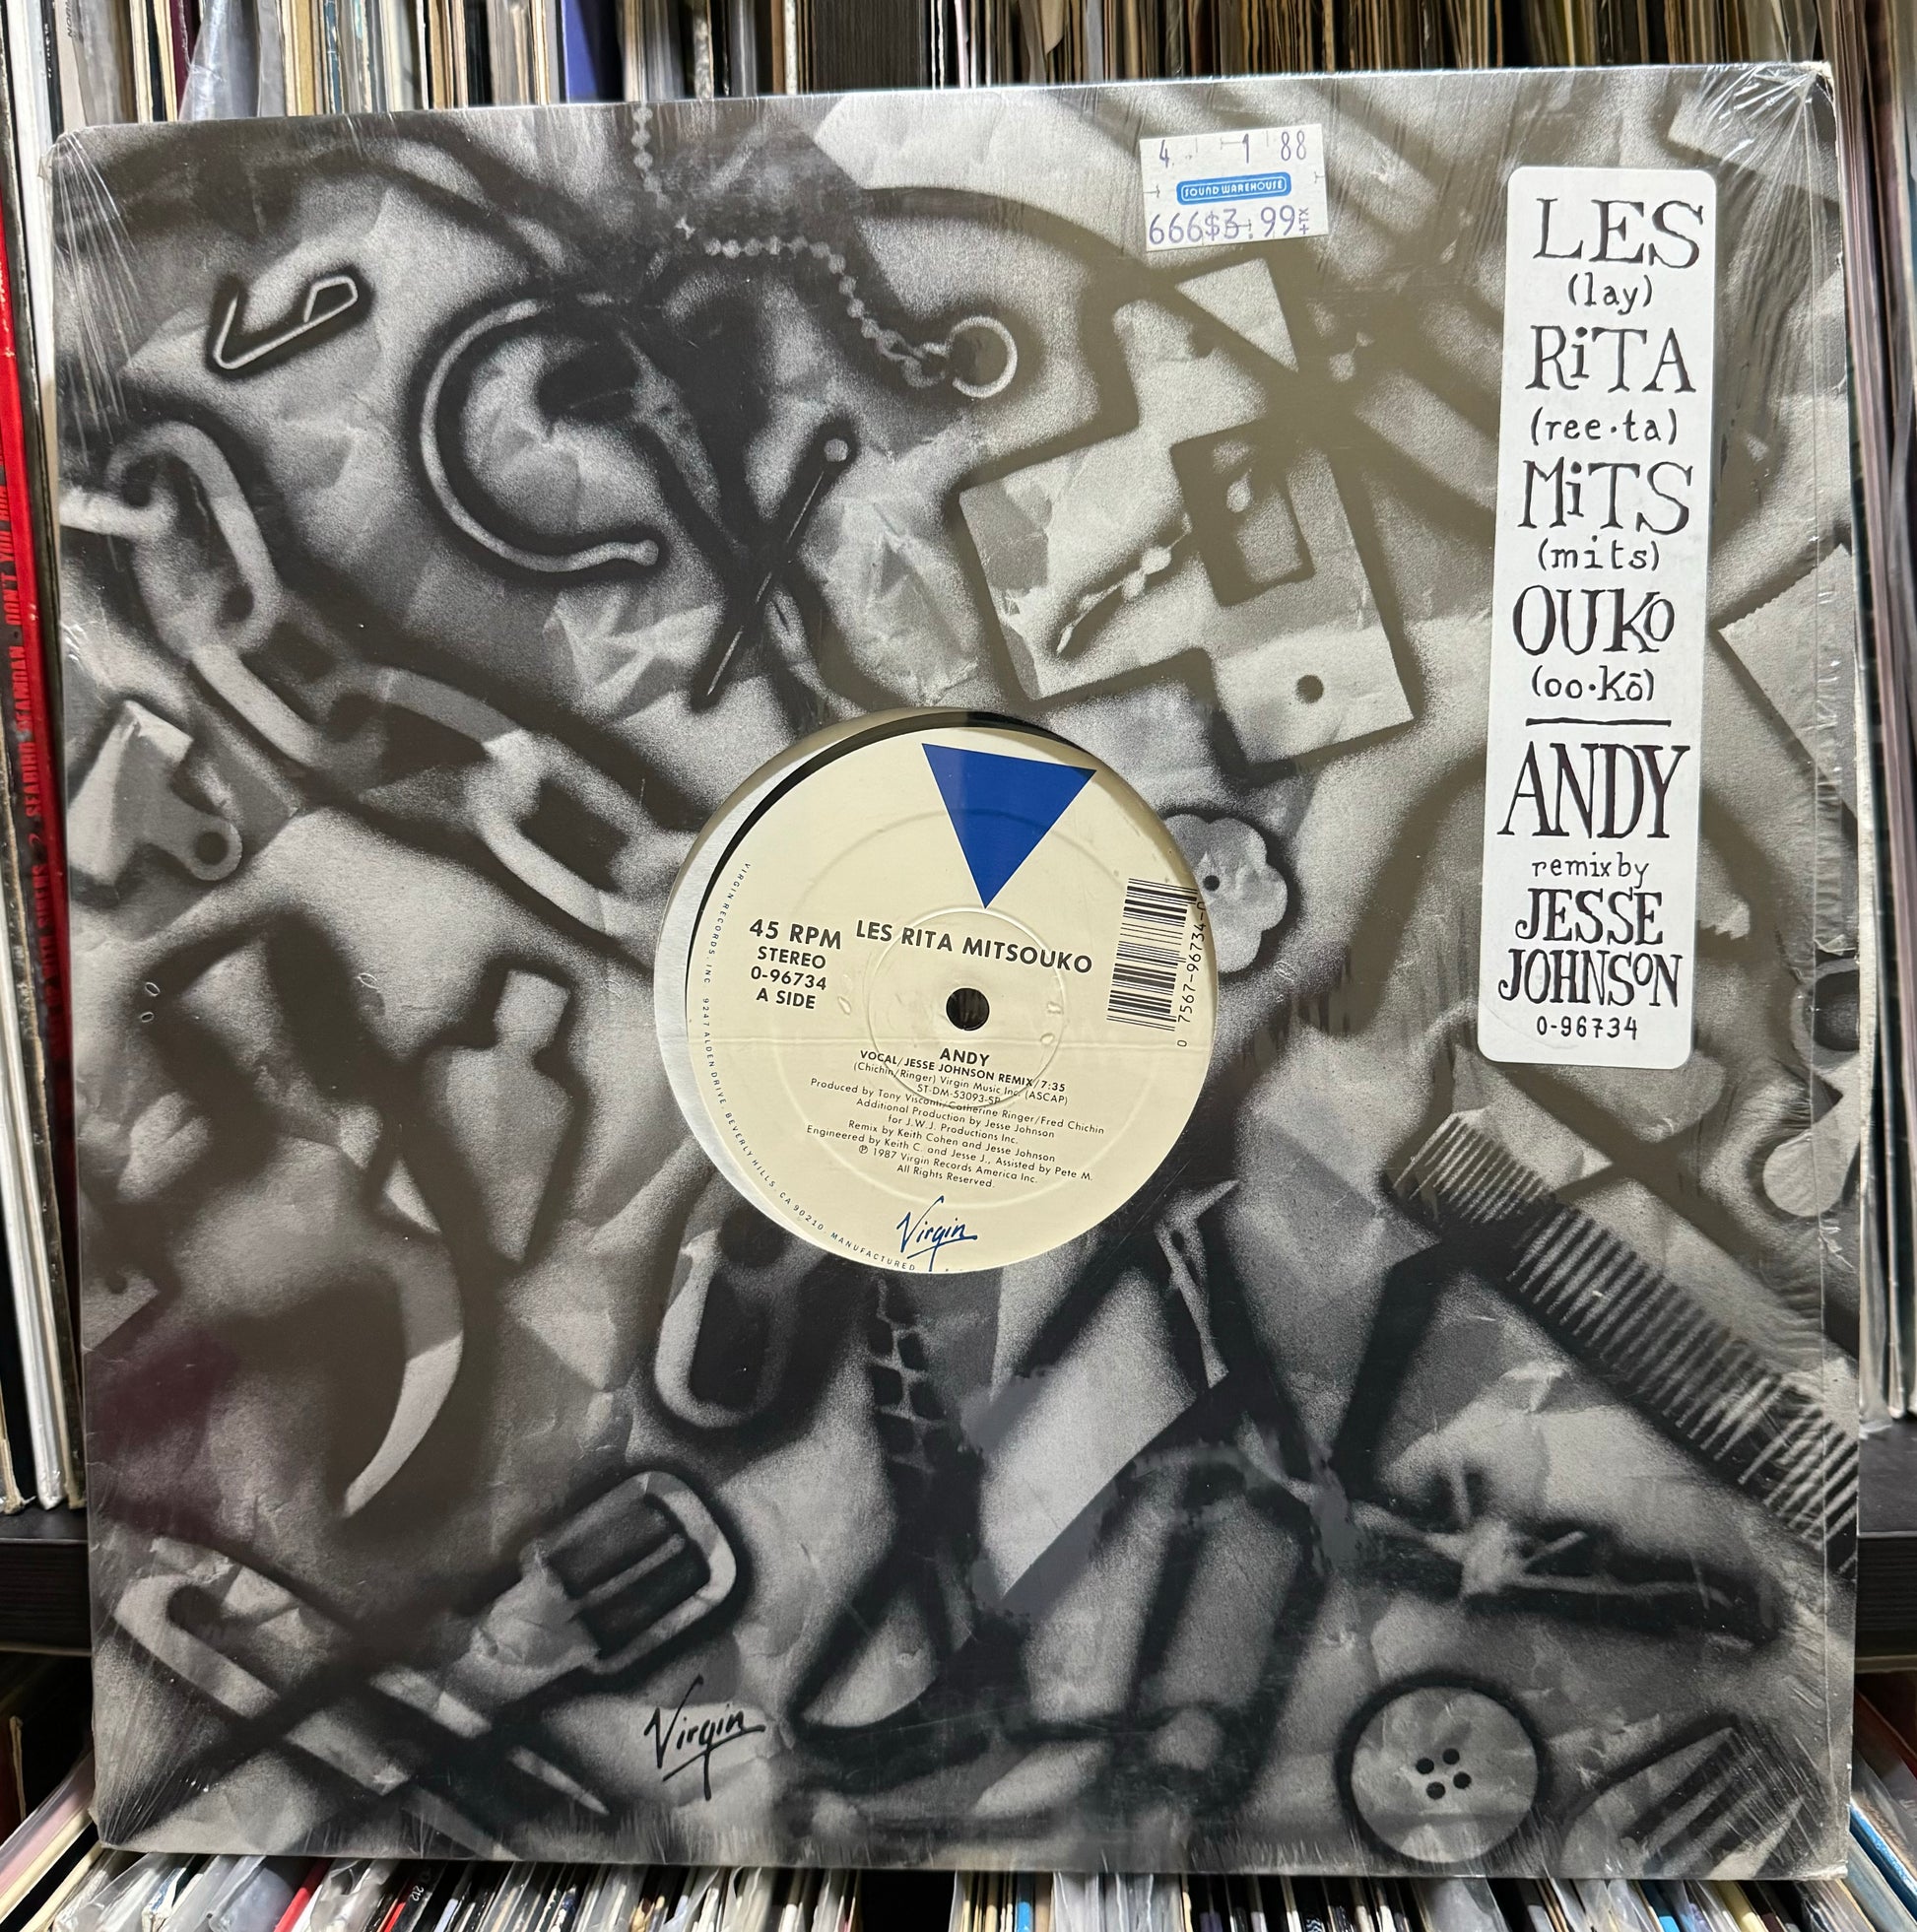 4 1 88
SOUND WAREHOUSE
666$3.99
LES
(lay)
RiTA
(ree·ta)
MiTS
(mits)
OUKO
(oo·Kō)
ANDY
remix by
JESSE
JOHNSON
0-96734
LES RITA MITSOUKO
45 RPM
STEREO
0-96734
A SIDE
0 7567-96734-0
ANDY
VOCAL/JESSE JOHNSON REMIX/7:35
(Chichin/Ringer) Virgin Music Inc. (ASCAP)
ST-DM-53093-SP
Produced by Tony Visconti/Catherine Ringer/Fred Chichin
Additional Production by Jesse Johnson
for J.W.J. Productions Inc.
Remix by Keith Cohen and Jesse Johnson
Engineered by Keith C. and Jesse J., Assisted by Pete M.
℗ 1987 Virgin Records America Inc.
All Rights Reserved.
Virgin
VIRGIN RECORDS, INC. 9247 ALDEN DRIVE, BEVERLY HILLS, CA 90210. MANUFACTURED
Virgin